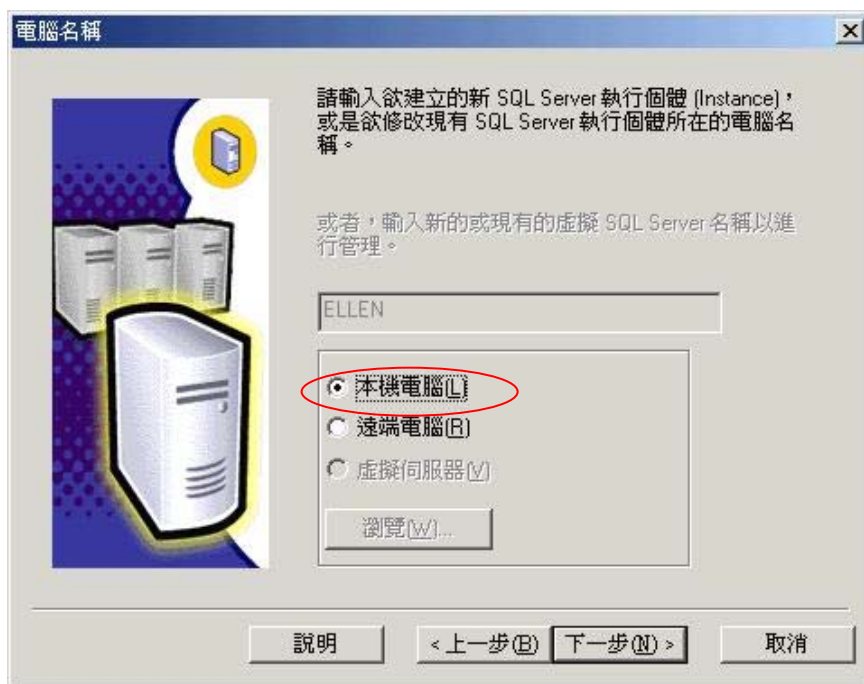 電腦名稱
請輸入欲建立的新 SQL Server 執行個體 (Instance)，
或是欲修改現有 SQL Server 執行個體所在的電腦名
稱。
或者，輸入新的或現有的虛擬 SQL Server 名稱以進
行管理。
ELLEN
本機電腦(L)
遠端電腦(R)
虛擬伺服器(V)
瀏覽(W)...
說明 <上一步(B) 下一步(N)> 取消